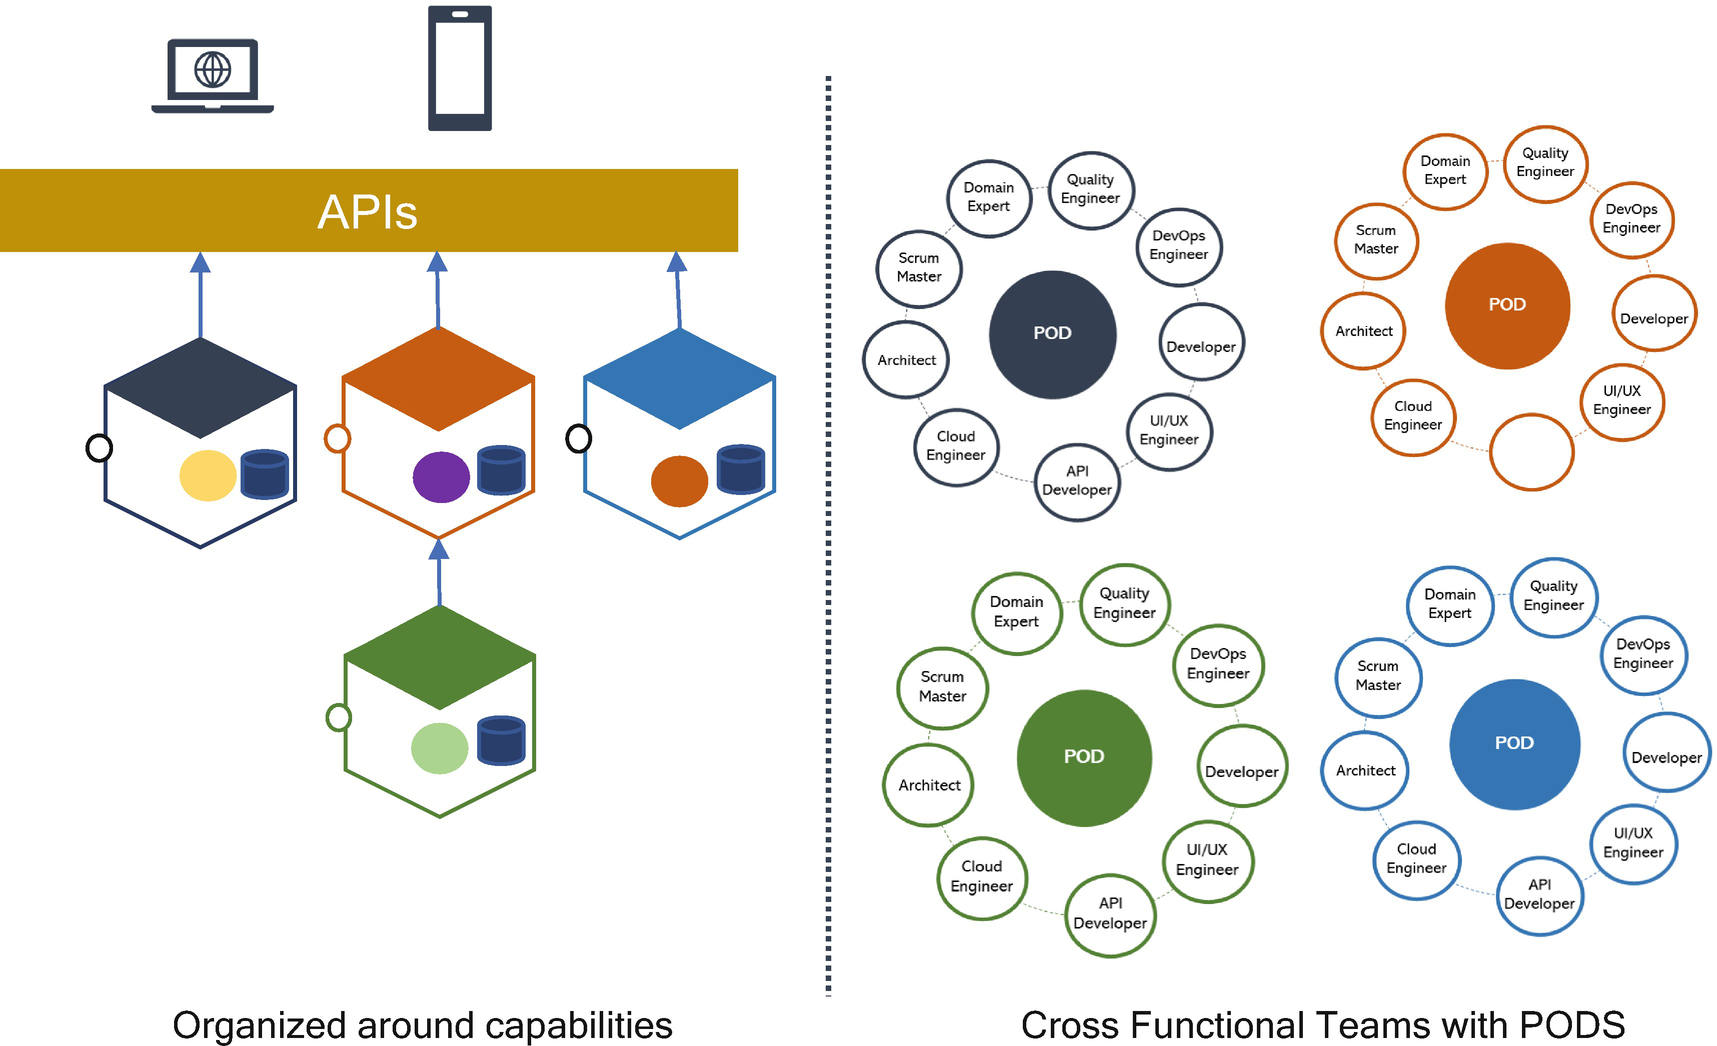 APIs
Organized around capabilities
POD
Domain
Expert
Quality
Engineer
DevOps
Engineer
Developer
UI/UX
Engineer
API
Developer
Cloud
Engineer
Architect
Scrum
Master
POD
Domain
Expert
Quality
Engineer
DevOps
Engineer
Developer
UI/UX
Engineer
Cloud
Engineer
Architect
Scrum
Master
POD
Domain
Expert
Quality
Engineer
DevOps
Engineer
Developer
UI/UX
Engineer
API
Developer
Cloud
Engineer
Architect
Scrum
Master
POD
Domain
Expert
Quality
Engineer
DevOps
Engineer
Developer
UI/UX
Engineer
API
Developer
Cloud
Engineer
Architect
Scrum
Master
Cross Functional Teams with PODS